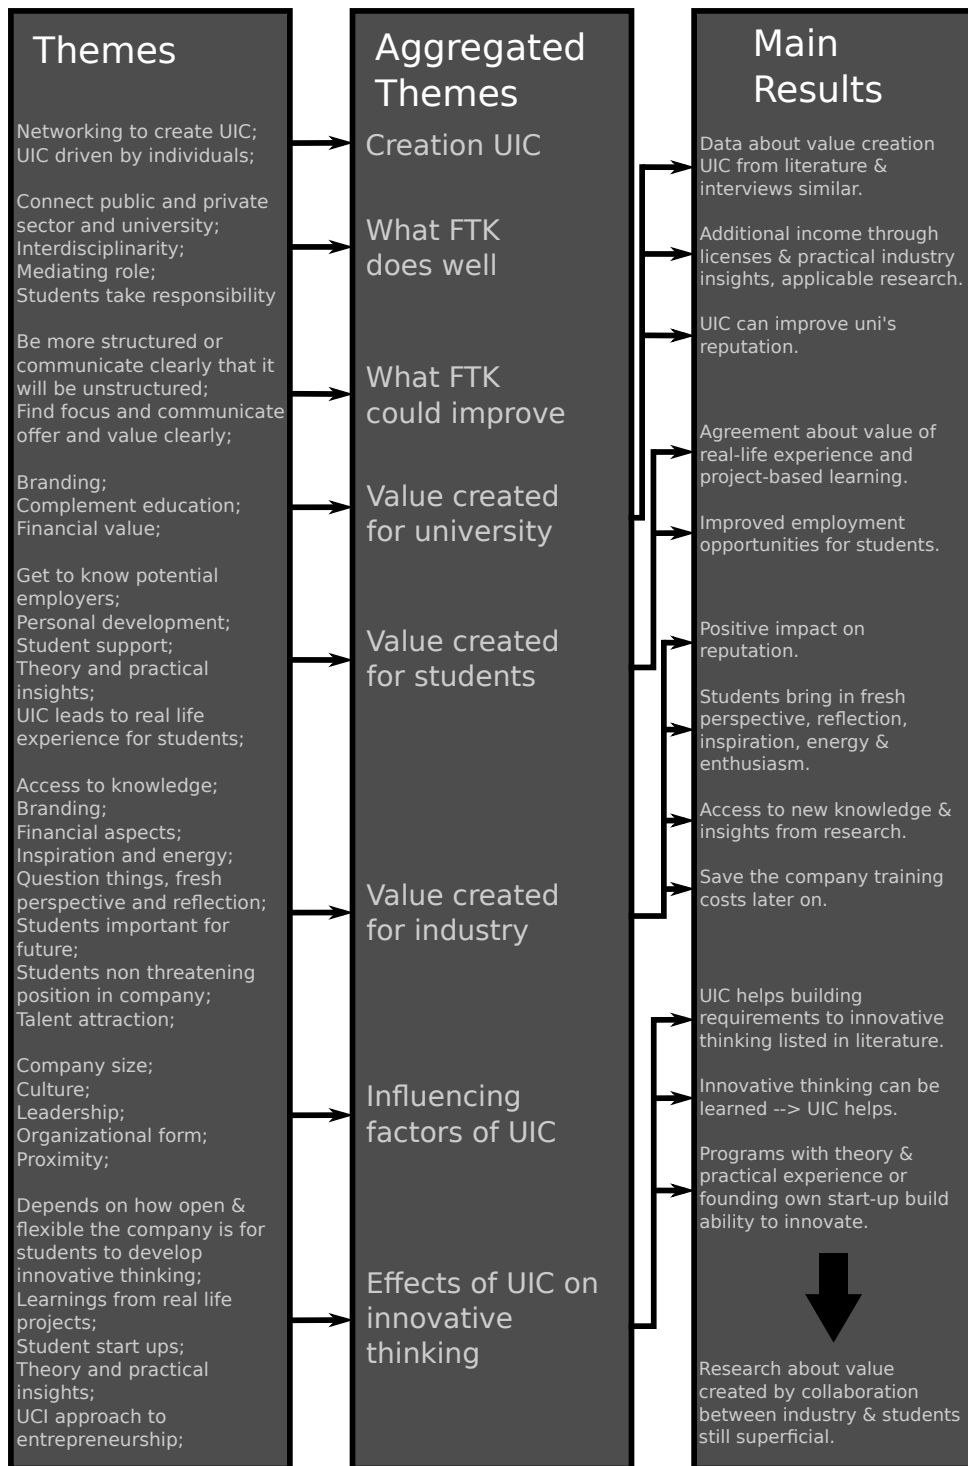 Themes
Networking to create UIC;
UIC driven by individuals;
Connect public and private
sector and university;
Interdisciplinarity;
Mediating role;
Students take responsibility
Be more structured or
communicate clearly that it
will be unstructured;
Find focus and communicate
offer and value clearly;
Branding;
Complement education;
Financial value;
Get to know potential
employers;
Personal development;
Student support;
Theory and practical
insights;
UIC leads to real life
experience for students;
Access to knowledge;
Branding;
Financial aspects;
Inspiration and energy;
Question things, fresh
perspective and reflection;
Students important for
future;
Students non threatening
position in company;
Talent attraction;
Company size;
Culture;
Leadership;
Organizational form;
Proximity;
Depends on how open &
flexible the company is for
students to develop
innovative thinking;
Learnings from real life
projects;
Student start ups;
Theory and practical
insights;
UCI approach to
entrepreneurship;
Aggregated
Themes
Creation UIC
What FTK
does well
What FTK
could improve
Value created
for university
Value created
for students
Value created
for industry
Influencing
factors of UIC
Effects of UIC on
innovative
thinking
Main
Results
Data about value creation
UIC from literature &
interviews similar.
Additional income through
licenses & practical industry
insights, applicable research.
UIC can improve uni's
reputation.
Agreement about value of
real-life experience and
project-based learning.
Improved employment
opportunities for students.
Positive impact on
reputation.
Students bring in fresh
perspective, reflection,
inspiration, energy &
enthusiasm.
Access to new knowledge &
insights from research.
Save the company training
costs later on.
UIC helps building
requirements to innovative
thinking listed in literature.
Innovative thinking can be
learned --> UIC helps.
Programs with theory &
practical experience or
founding own start-up build
ability to innovate.
Research about value
created by collaboration
between industry & students
still superficial.